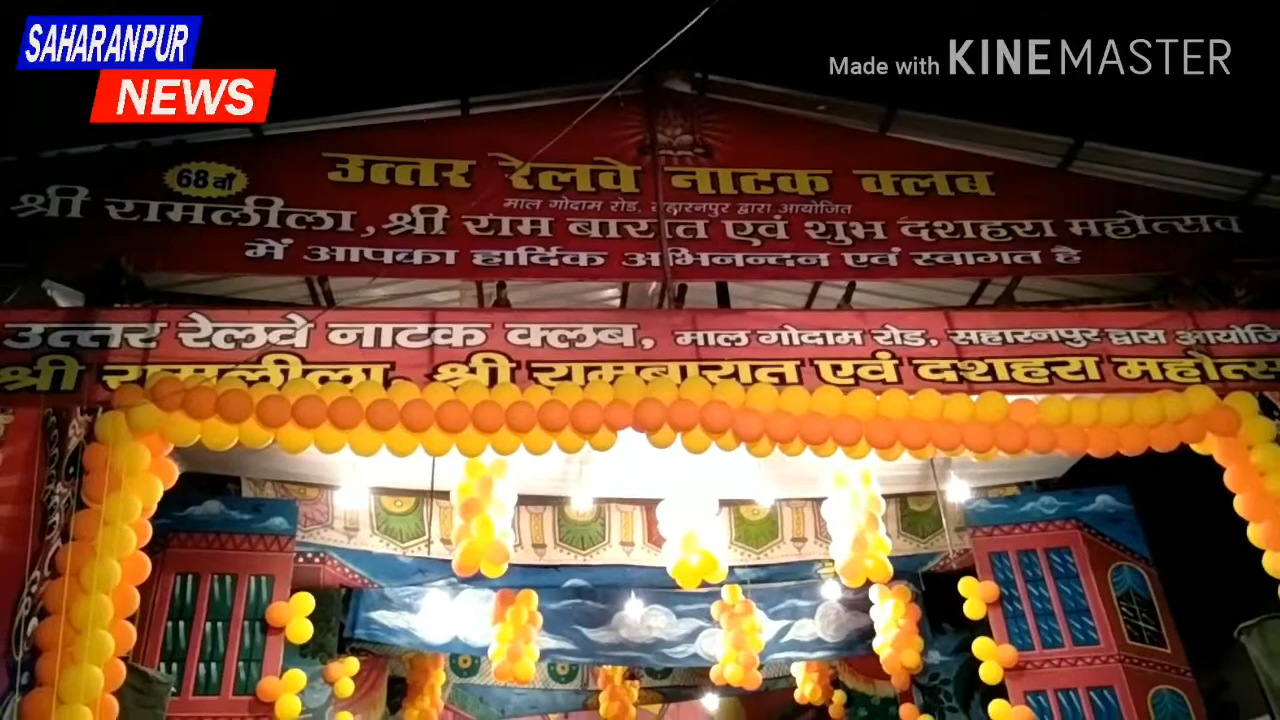 SAHARANPUR
NEWS
Made with KINEMASTER
68वाँ
उत्तर रेलवे नाटक क्लब
माल गोदाम रोड, सहारनपुर द्वारा आयोजित
श्री रामलीला, श्री राम बारात एवं शुभ दशहरा महोत्सव
में आपका हार्दिक अभिनन्दन एवं स्वागत है
उत्तर रेलवे नाटक क्लब, माल गोदाम रोड, सहारनपुर द्वारा आयोजि
श्री रामलीला, श्री रामबारात एवं दशहरा महोत्स